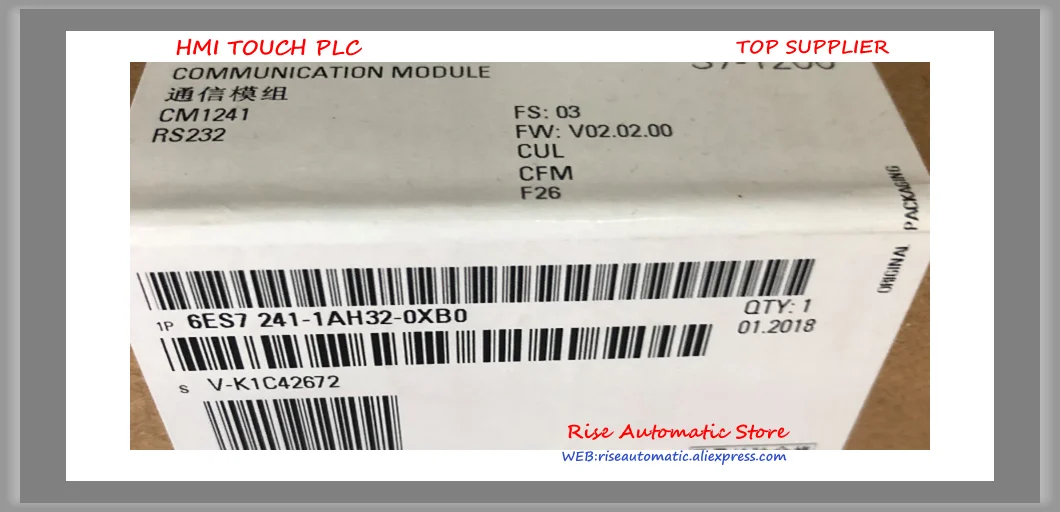 HMI TOUCH PLC
TOP SUPPLIER
COMMUNICATION MODULE
通信模组
CM1241
RS232
S7-1200
FS: 03
FW: V02.02.00
CUL
CFM
F26
ORIGINAL PACKAGING
1P 6ES7 241-1AH32-0XB0
QTY: 1
01.2018
S V-K1C42672
Rise Automatic Store
WEB:riseautomatic.aliexpress.com